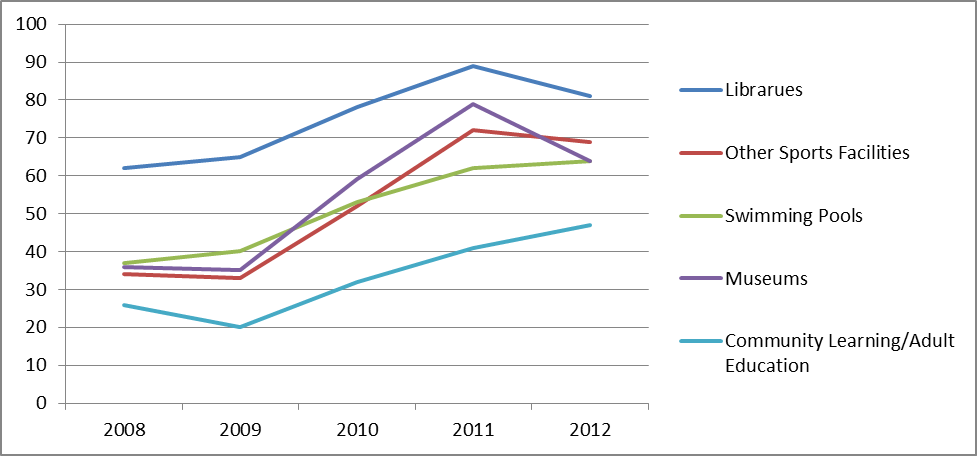 100
90
80
70
60
50
40
30
20
10
0
2008 2009 2010 2011 2012
Librarues
Other Sports Facilities
Swimming Pools
Museums
Community Learning/Adult
Education